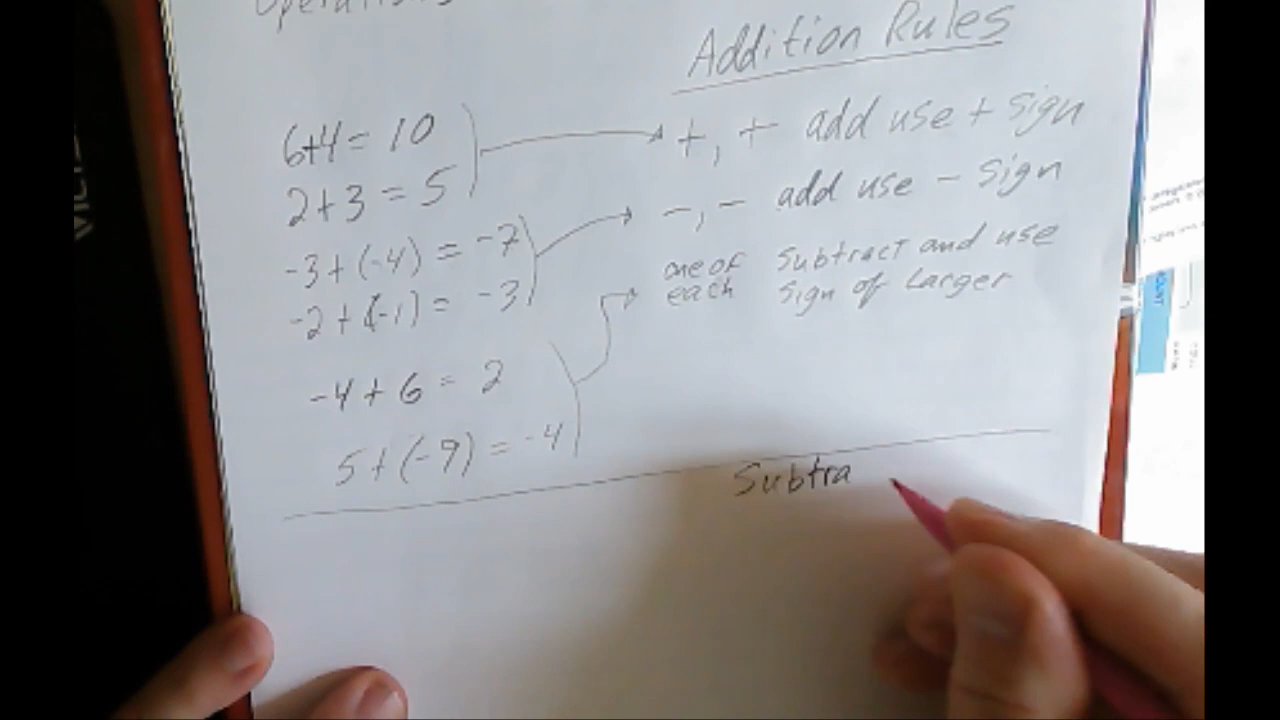 Operations
Addition Rules
6+4 = 10
2+3 = 5
+, + add use + sign
-3+(-4) = -7
-2+(-1) = -3
-, - add use - sign
one of each subtract and use
sign of Larger
-4+6 = 2
5+(-9) = -4
Subtra